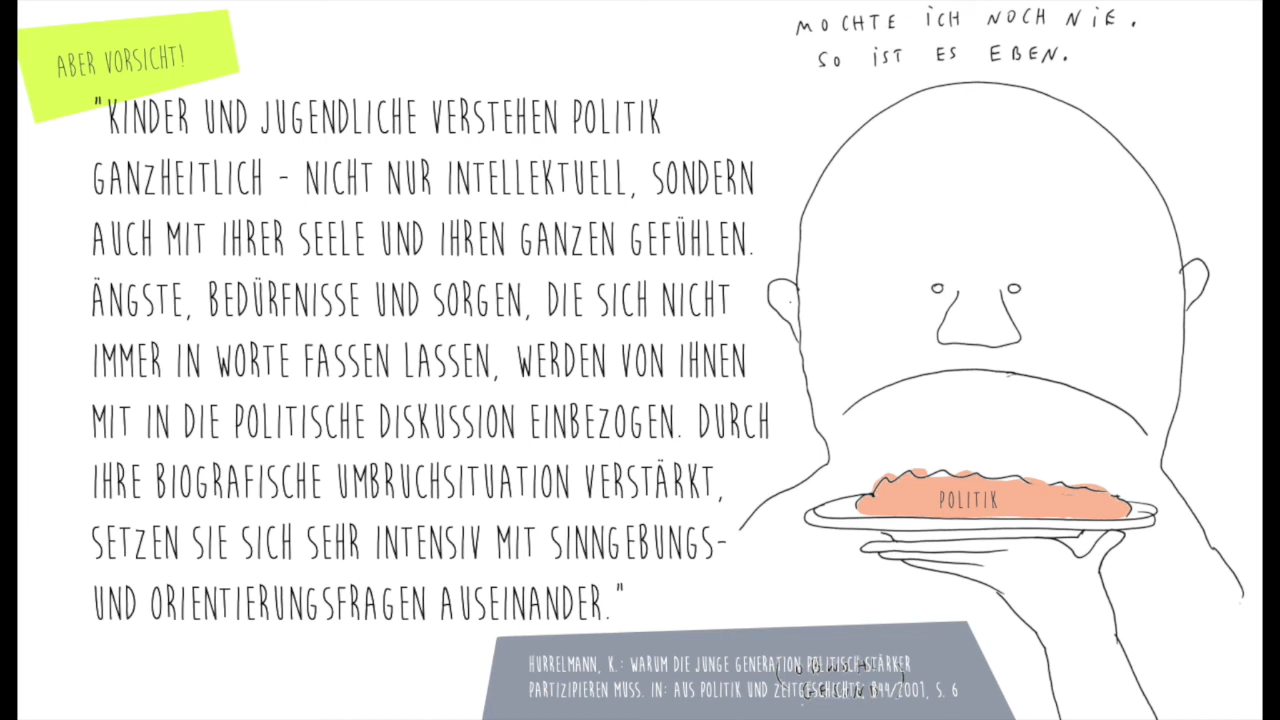 ABER VORSICHT!
MOCHTE iCH NOCH NiE.
SO iST ES EBEN.
"KINDER UND JUGENDLICHE VERSTEHEN POLITIK
GANZHEITLICH - NICHT NUR INTELLEKTUELL, SONDERN
AUCH MIT IHRER SEELE UND IHREN GANZEN GEFÜHLEN.
ÄNGSTE, BEDÜRFNISSE UND SORGEN, DIE SICH NICHT
IMMER IN WORTE FASSEN LASSEN, WERDEN VON IHNEN
MIT IN DIE POLITISCHE DISKUSSION EINBEZOGEN. DURCH
IHRE BIOGRAFISCHE UMBRUCHSITUATION VERSTÄRKT,
SETZEN SIE SICH SEHR INTENSIV MIT SINNGEBUNGS-
UND ORIENTIERUNGSFRAGEN AUSEINANDER."
POLITIK
HURRELMANN, K.: WARUM DIE JUNGE GENERATION POLITISCH STÄRKER
PARTIZIPIEREN MUSS. IN: AUS POLITIK UND ZEITGESCHICHTE, B44/2001, S. 6